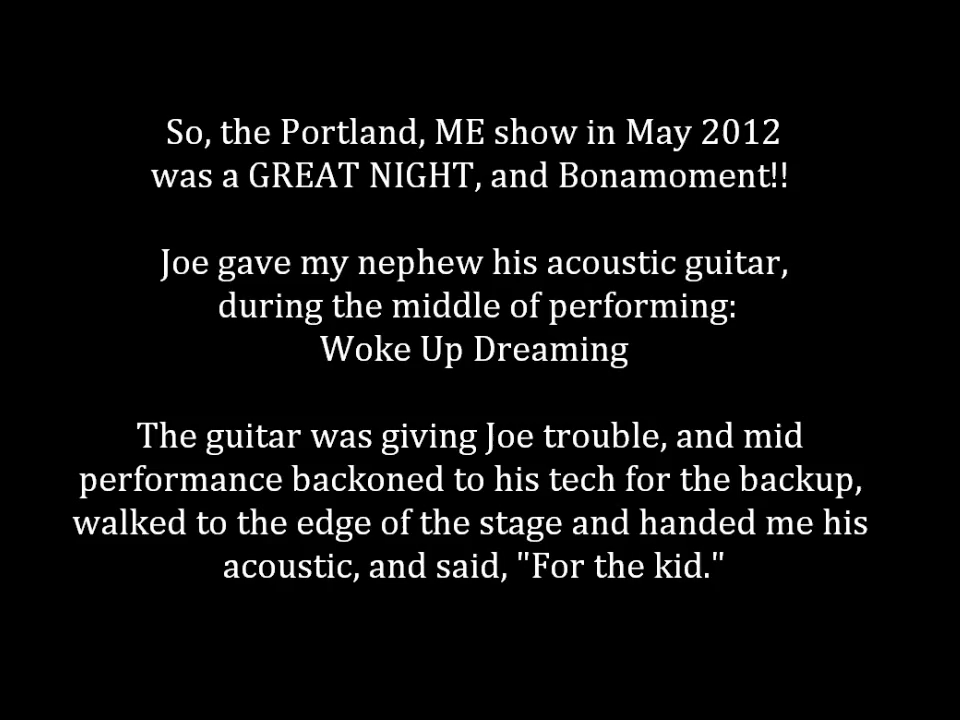 So, the Portland, ME show in May 2012
was a GREAT NIGHT, and Bonamoment!!
Joe gave my nephew his acoustic guitar,
during the middle of performing:
Woke Up Dreaming
The guitar was giving Joe trouble, and mid
performance backoned to his tech for the backup,
walked to the edge of the stage and handed me his
acoustic, and said, "For the kid."